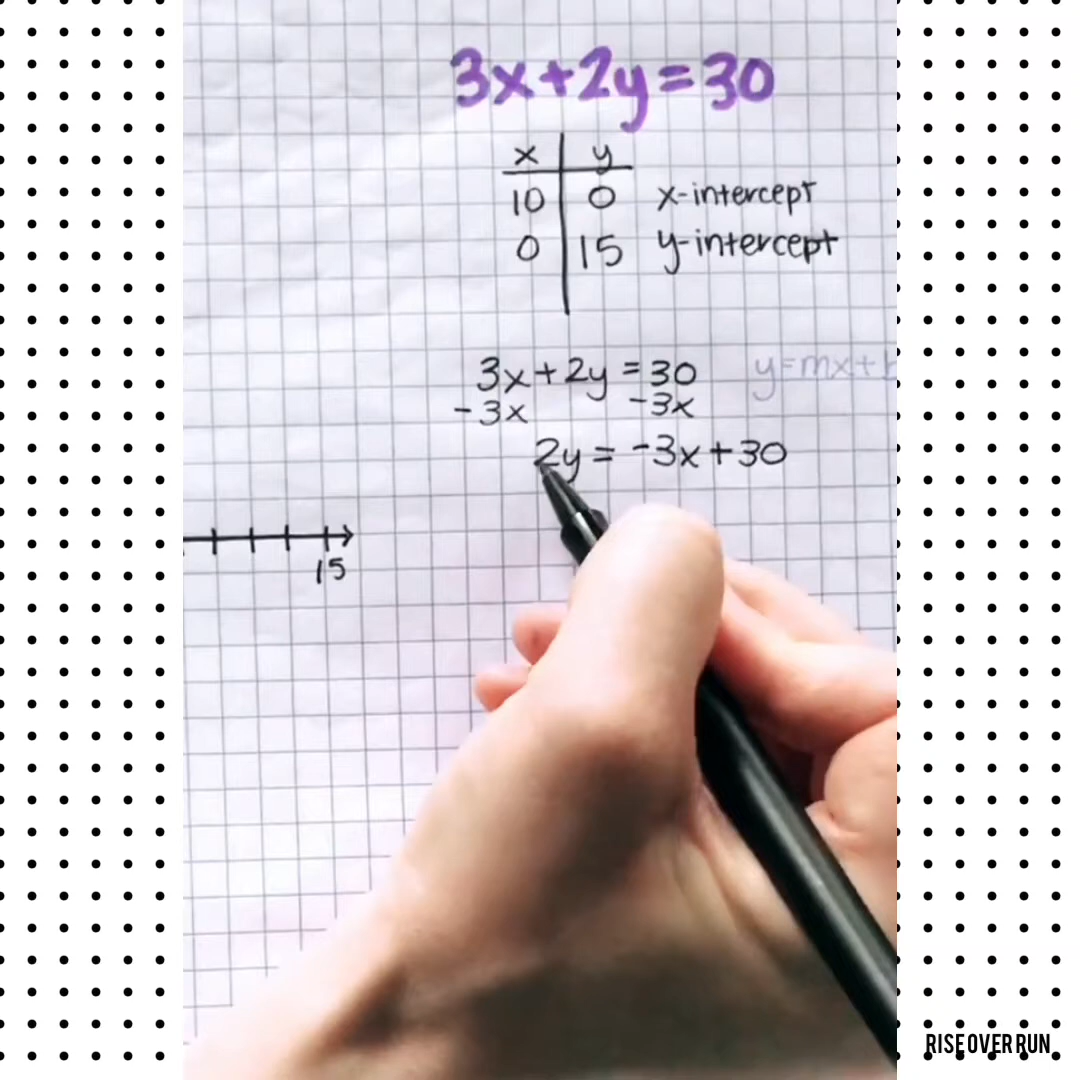 3x+2y=30
x y
10 0 x-intercept
0 15 y-intercept
3x+2y=30 y=mx+b
-3x -3x
2y=-3x+30
15
RISE OVER RUN